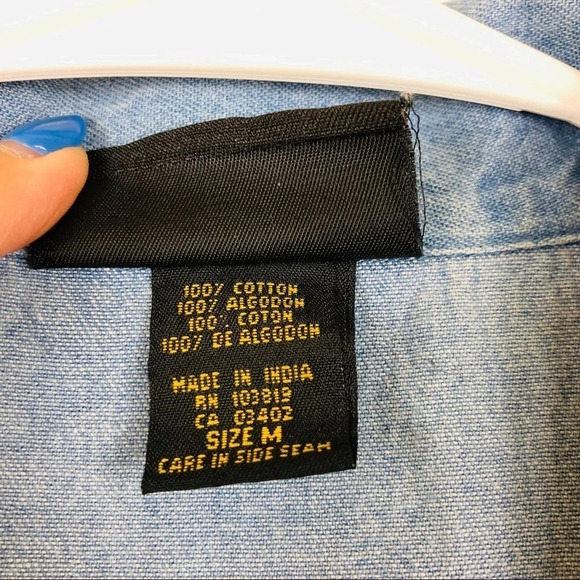 100% COTTON
100% ALGODON
100% COTON
100% DE ALGODON
MADE IN INDIA
RN 103819
CA 03403
SIZE M
CARE IN SIDE SEAM